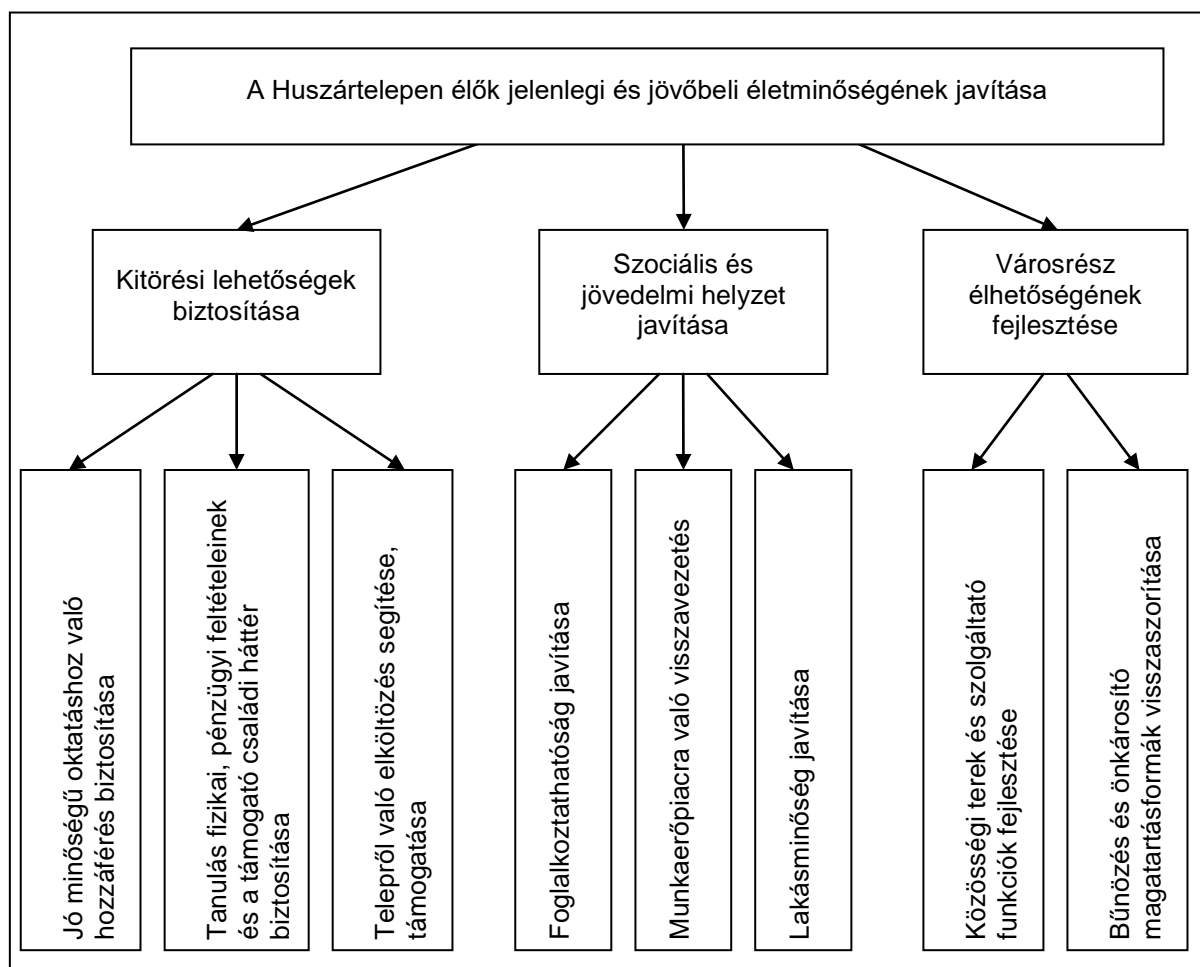 A Huszártelepen élők jelenlegi és jövőbeli életminőségének javítása
Kitörési lehetőségek
biztosítása
Szociális és
jövedelmi helyzet
javítása
Városrész
élhetőségének
fejlesztése
Jó minőségű oktatáshoz való
hozzáférés biztosítása
Tanulás fizikai, pénzügyi feltételeinek
és a támogató családi háttér
biztosítása
Telepről való elköltözés segítése,
támogatása
Foglalkoztathatóság javítása
Munkaerőpiacra való visszavezetés
Lakásminőség javítása
Közösségi terek és szolgáltató
funkciók fejlesztése
Bűnözés és önkárosító
magatartásformák visszaszorítása